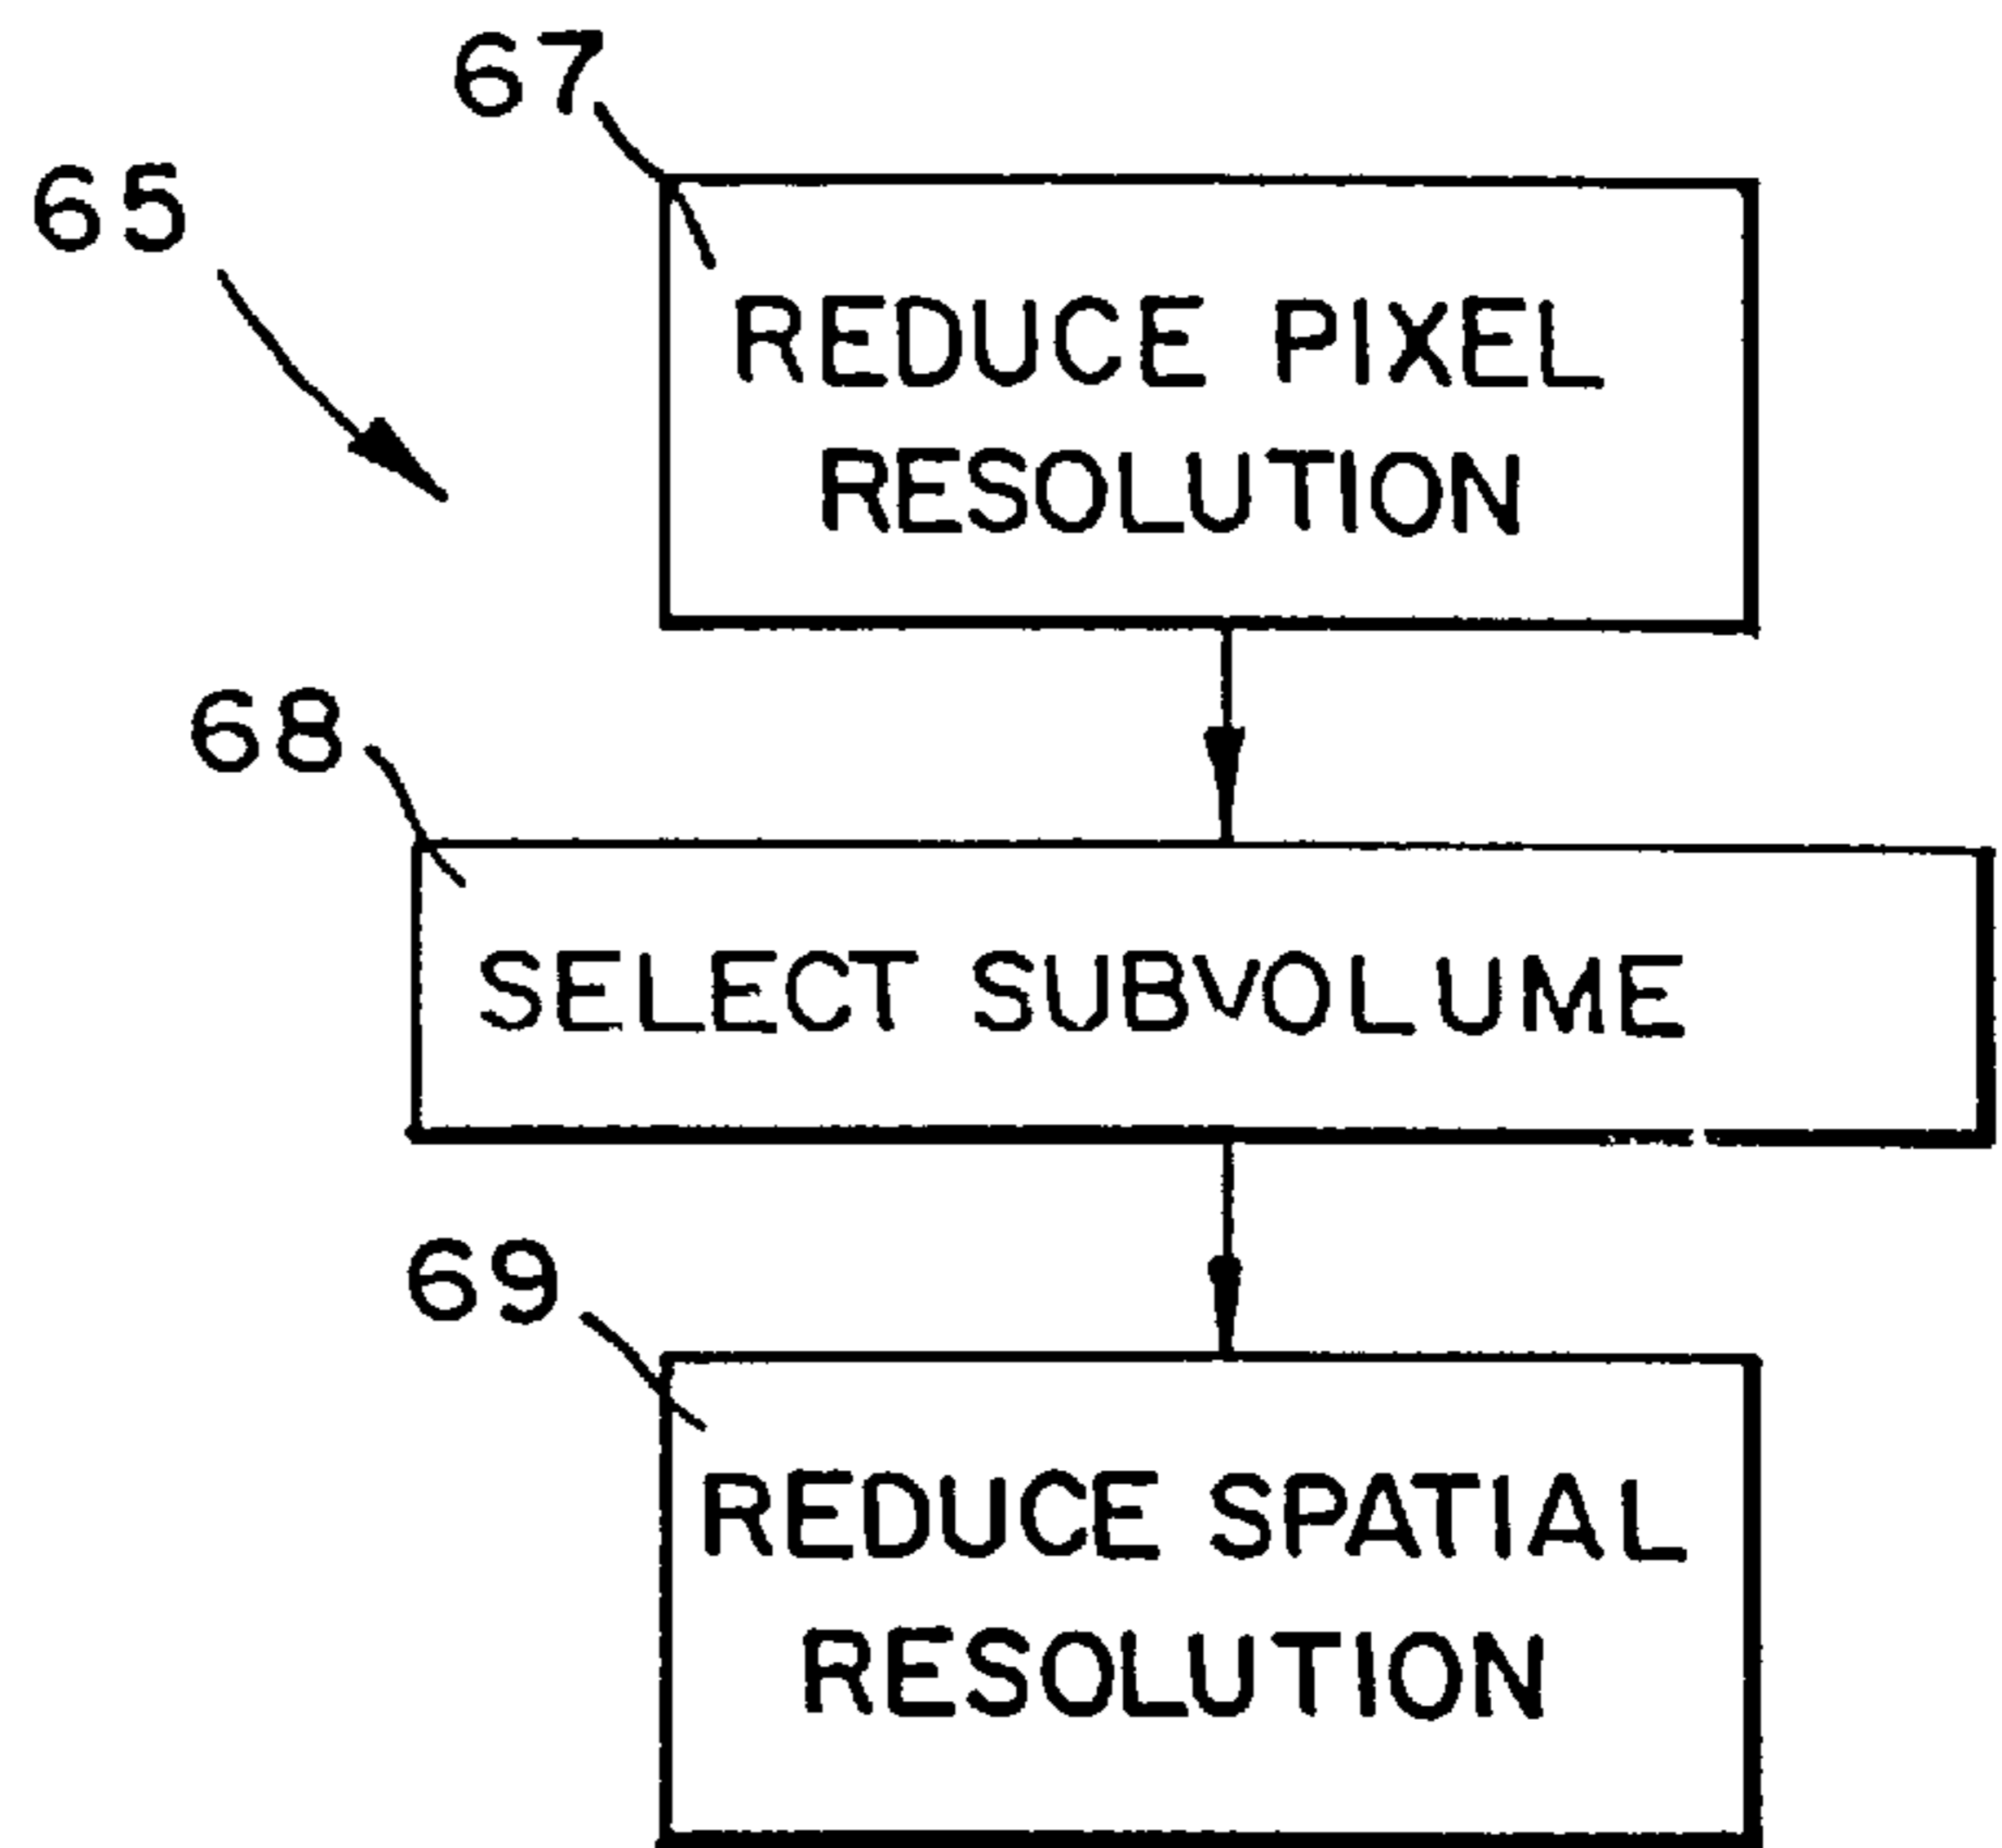 67
65
REDUCE PIXEL
RESOLUTION
68
SELECT SUBVOLUME
69
REDUCE SPATIAL
RESOLUTION